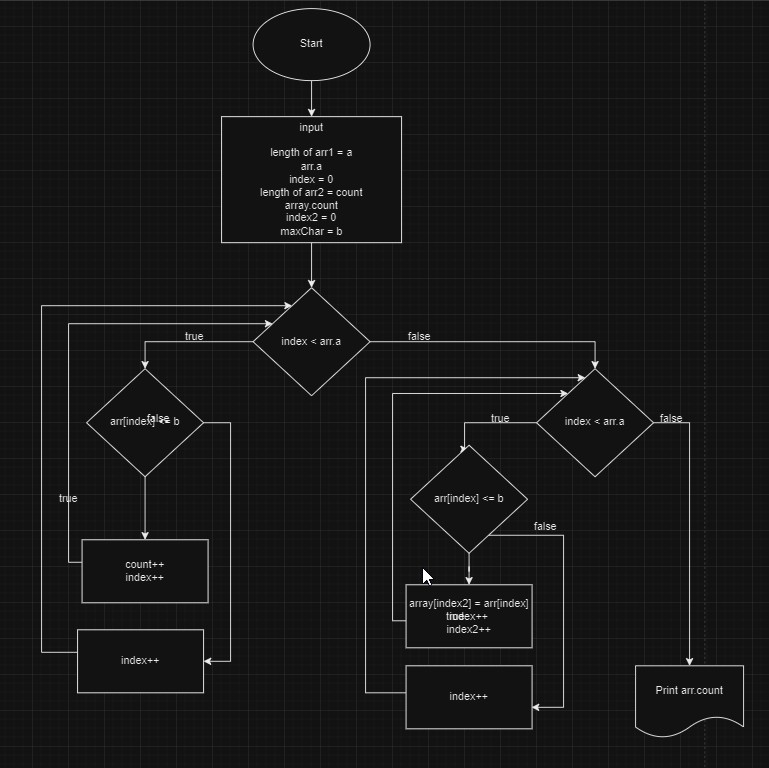 Start
input
length of arr1 = a
arr.a
index = 0
length of arr2 = count
array.count
index2 = 0
maxChar = b
index < arr.a
true
false
arr[index] <= b
false
true
count++
index++
index++
index < arr.a
true
false
arr[index] <= b
false
array[index2] = arr[index]
index++
true
index2++
index++
Print arr.count